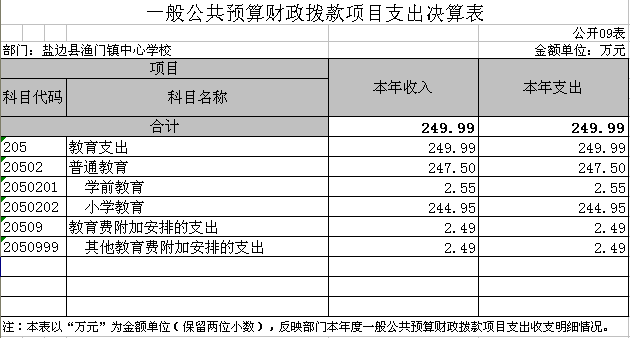 一般公共预算财政拨款项目支出决算表
公开09表
部门：盐边县渔门镇中心学校 金额单位：万元
项目 本年收入 本年支出
科目代码 科目名称
合计 249.99 249.99
205 教育支出 249.99 249.99
20502 普通教育 247.50 247.50
2050201 学前教育 2.55 2.55
2050202 小学教育 244.95 244.95
20509 教育费附加安排的支出 2.49 2.49
2050999 其他教育费附加安排的支出 2.49 2.49
注：本表以“万元”为金额单位（保留两位小数），反映部门本年度一般公共预算财政拨款项目支出收支明细情况。